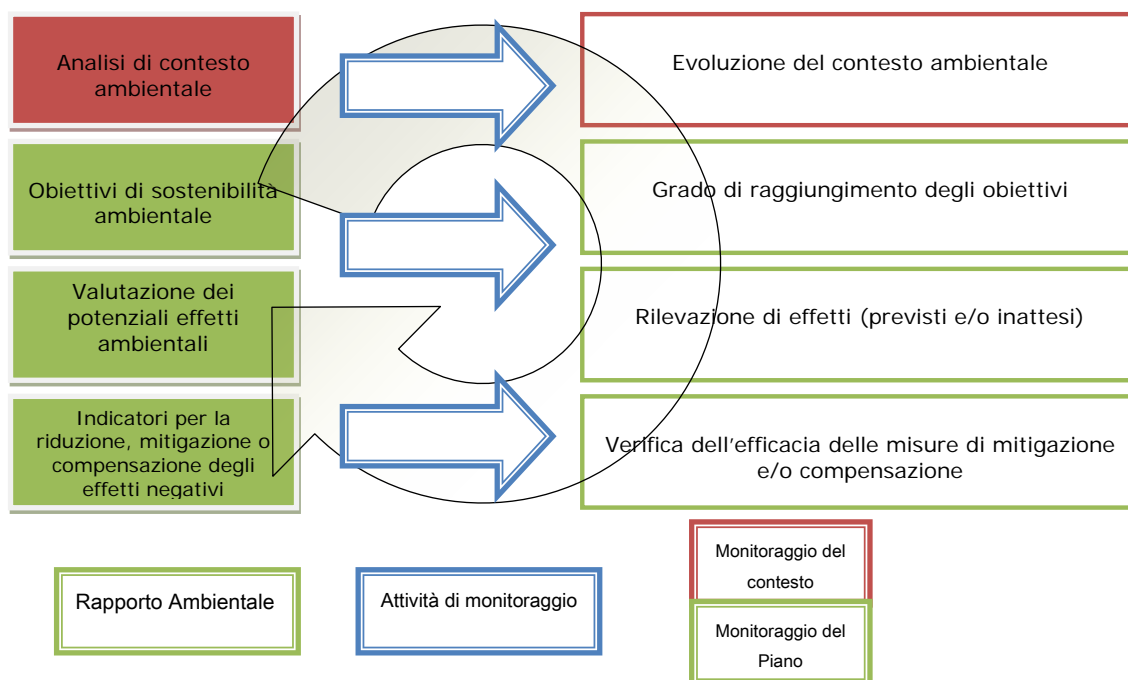 Analisi di contesto
ambientale
Evoluzione del contesto ambientale
Obiettivi di sostenibilità
ambientale
Grado di raggiungimento degli obiettivi
Valutazione dei
potenziali effetti
ambientali
Rilevazione di effetti (previsti e/o inattesi)
Indicatori per la
riduzione, mitigazione o
compensazione degli
effetti negativi
Verifica dell'efficacia delle misure di mitigazione
e/o compensazione
Rapporto Ambientale
Attività di monitoraggio
Monitoraggio del
contesto
Monitoraggio del
Piano